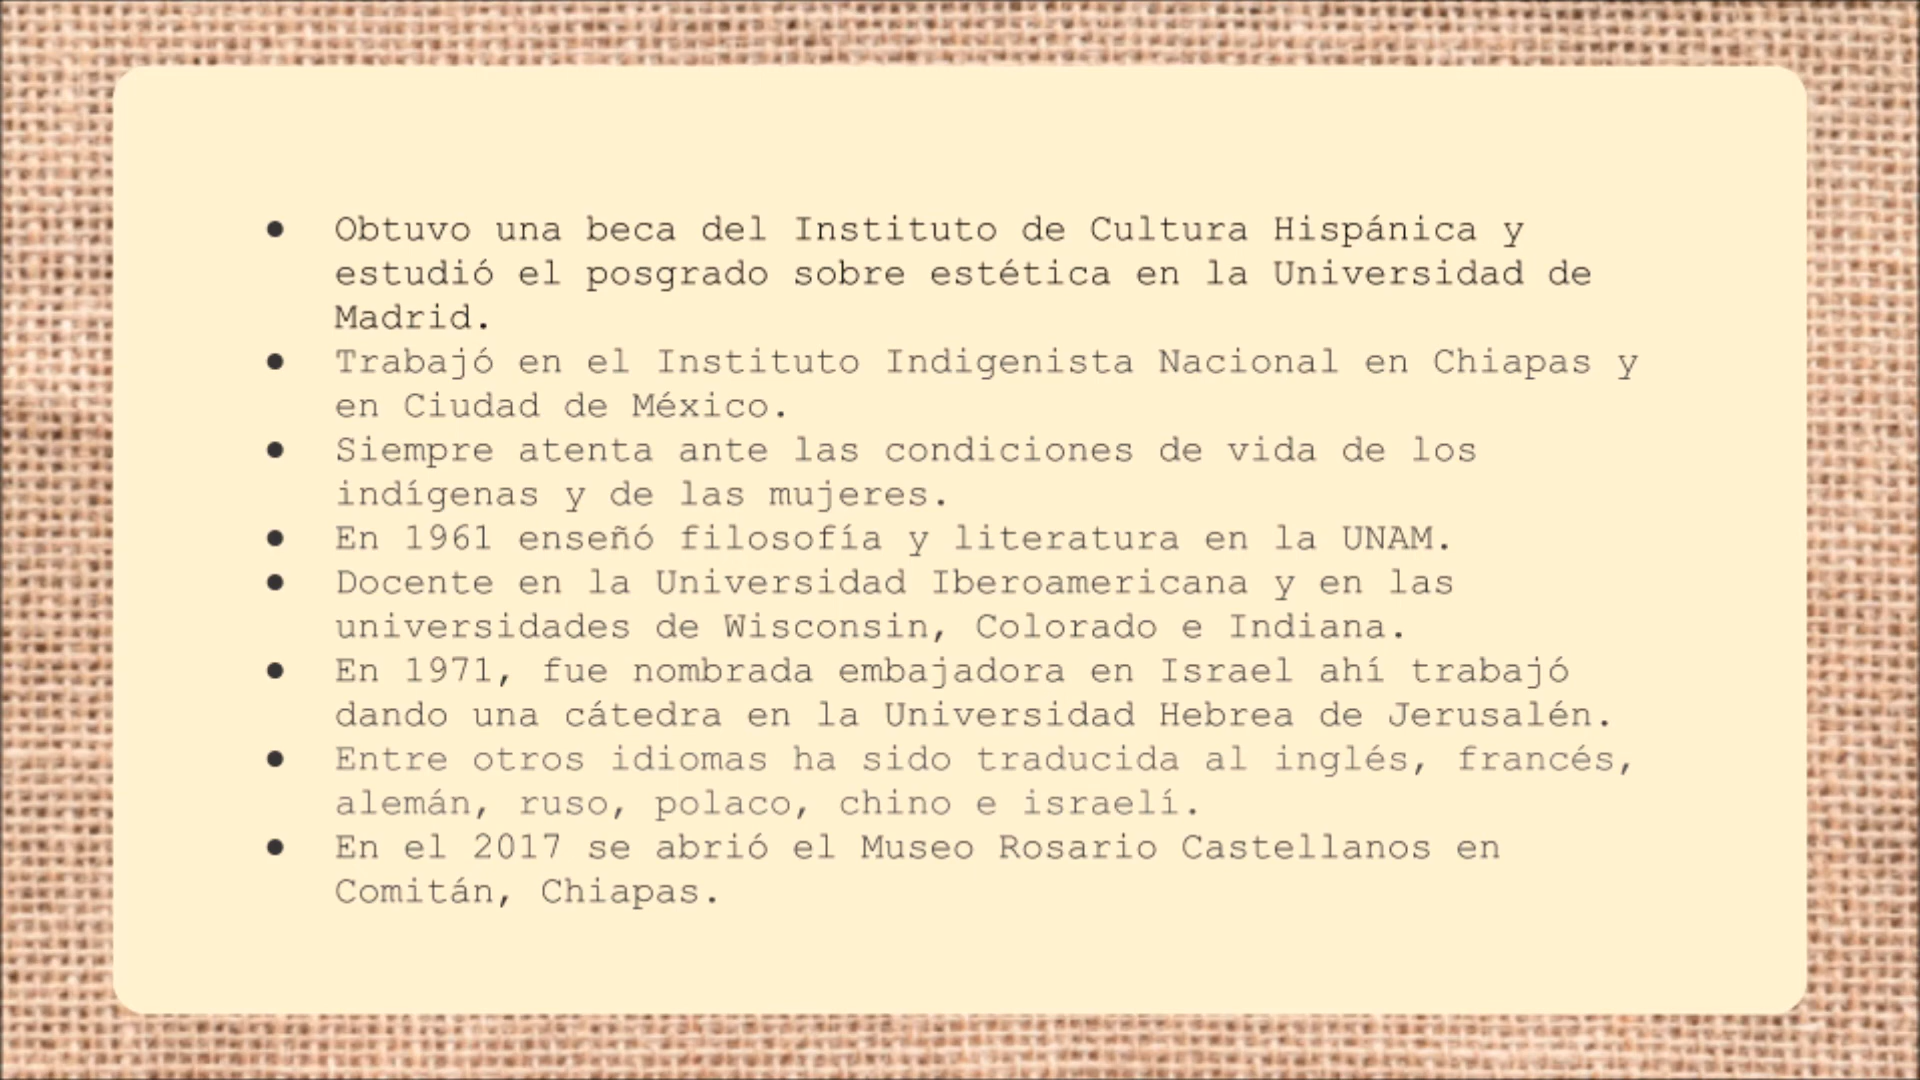 ● Obtuvo una beca del Instituto de Cultura Hispánica y
estudió el posgrado sobre estética en la Universidad de
Madrid.
● Trabajó en el Instituto Indigenista Nacional en Chiapas y
en Ciudad de México.
● Siempre atenta ante las condiciones de vida de los
indígenas y de las mujeres.
● En 1961 enseñó filosofía y literatura en la UNAM.
● Docente en la Universidad Iberoamericana y en las
universidades de Wisconsin, Colorado e Indiana.
● En 1971, fue nombrada embajadora en Israel ahí trabajó
dando una cátedra en la Universidad Hebrea de Jerusalén.
● Entre otros idiomas ha sido traducida al inglés, francés,
alemán, ruso, polaco, chino e israelí.
● En el 2017 se abrió el Museo Rosario Castellanos en
Comitán, Chiapas.